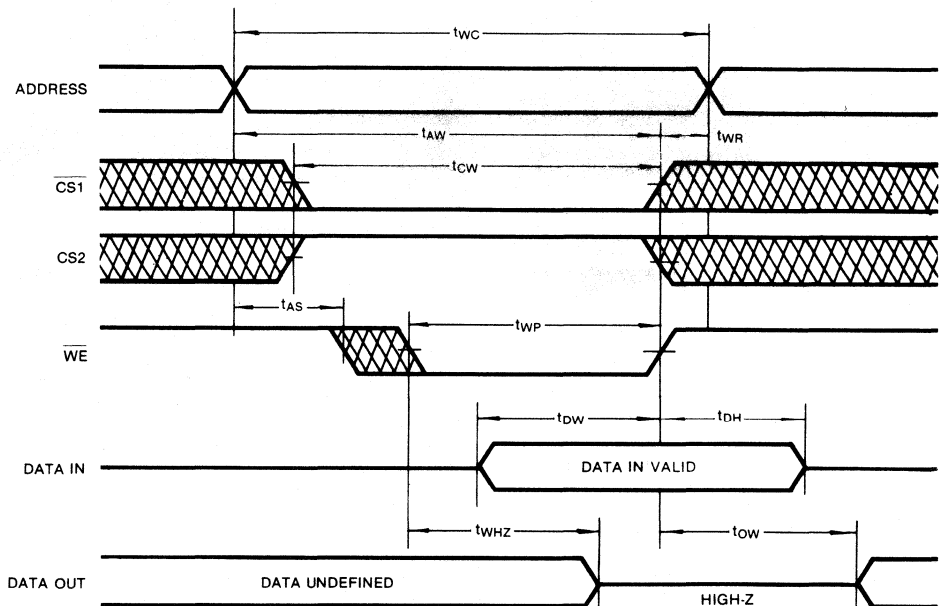 tWC
ADDRESS
tAW
tWR
tCW
CS1
CS2
tAS
tWP
WE
tDW
tDH
DATA IN
DATA IN VALID
tWHZ
tOW
DATA OUT
DATA UNDEFINED
HIGH-Z